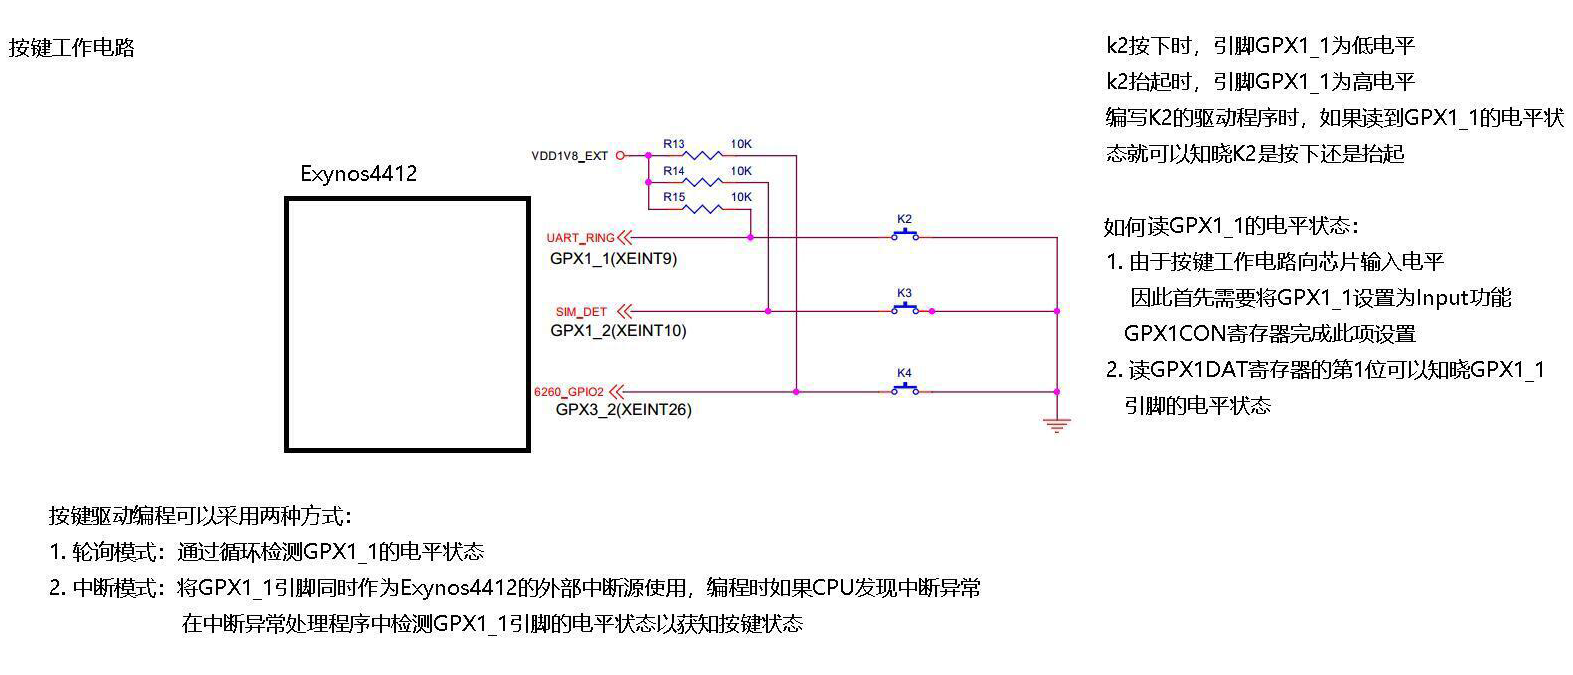 按键工作电路
k2按下时，引脚GPX1_1为低电平
k2抬起时，引脚GPX1_1为高电平
编写K2的驱动程序时，如果读到GPX1_1的电平状
态就可以知晓K2是按下还是抬起
如何读GPX1_1的电平状态：
1. 由于按键工作电路向芯片输入电平
因此首先需要将GPX1_1设置为Input功能
GPX1CON寄存器完成此项设置
2. 读GPX1DAT寄存器的第1位可以知晓GPX1_1
引脚的电平状态
Exynos4412
VDD1V8_EXT
R13 10K
R14 10K
R15 10K
UART_RING
GPX1_1(XEINT9)
K2
SIM_DET
GPX1_2(XEINT10)
K3
6260_GPIO2
GPX3_2(XEINT26)
K4
按键驱动编程可以采用两种方式：
1. 轮询模式：通过循环检测GPX1_1的电平状态
2. 中断模式：将GPX1_1引脚同时作为Exynos4412的外部中断源使用，编程时如果CPU发现中断异常
在中断异常处理程序中检测GPX1_1引脚的电平状态以获知按键状态